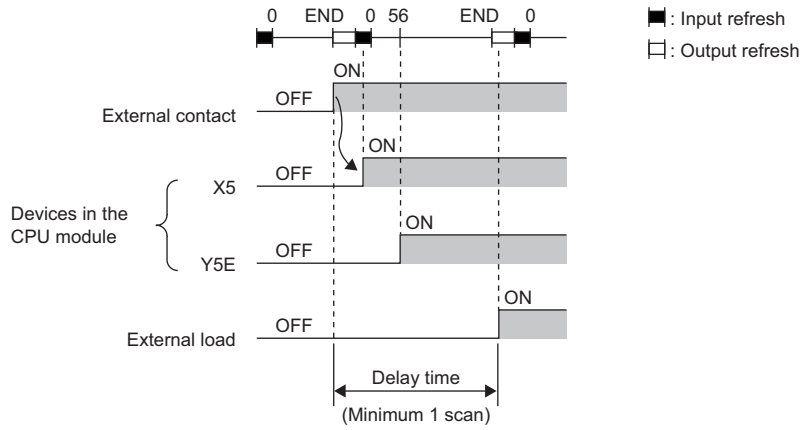 0 END 0 56 END 0
: Input refresh
: Output refresh
ON
OFF
External contact
ON
OFF
X5
Devices in the
CPU module
ON
OFF
Y5E
ON
OFF
External load
Delay time
(Minimum 1 scan)